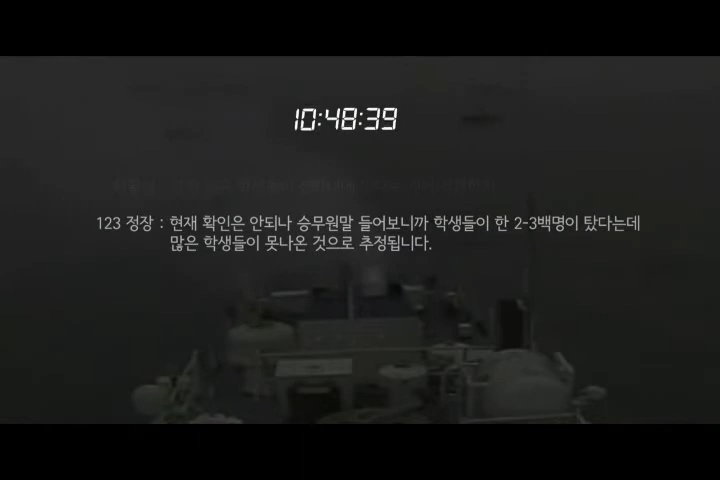 10:48:39
123 정장 : 현재 확인은 안되나 승무원말 들어보니까 학생들이 한 2-3백명이 탔다는데
많은 학생들이 못나온 것으로 추정됩니다.